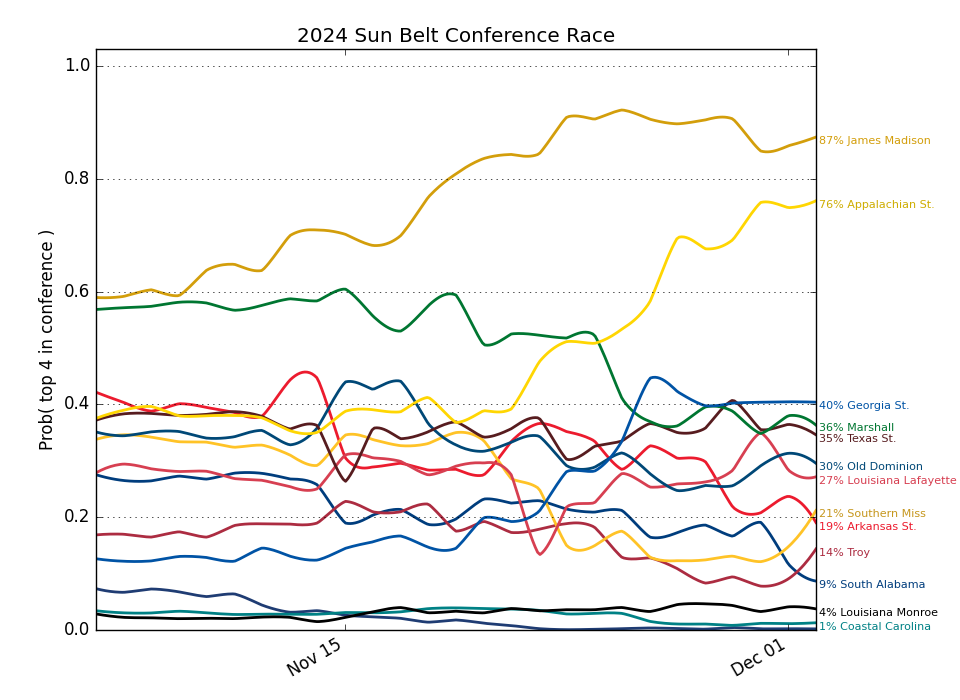 2024 Sun Belt Conference Race
Prob( top 4 in conference )
1.0
0.8
0.6
0.4
0.2
0.0
Nov 15
Dec 01
87% James Madison
76% Appalachian St.
40% Georgia St.
36% Marshall
35% Texas St.
30% Old Dominion
27% Louisiana Lafayette
21% Southern Miss
19% Arkansas St.
14% Troy
9% South Alabama
4% Louisiana Monroe
1% Coastal Carolina